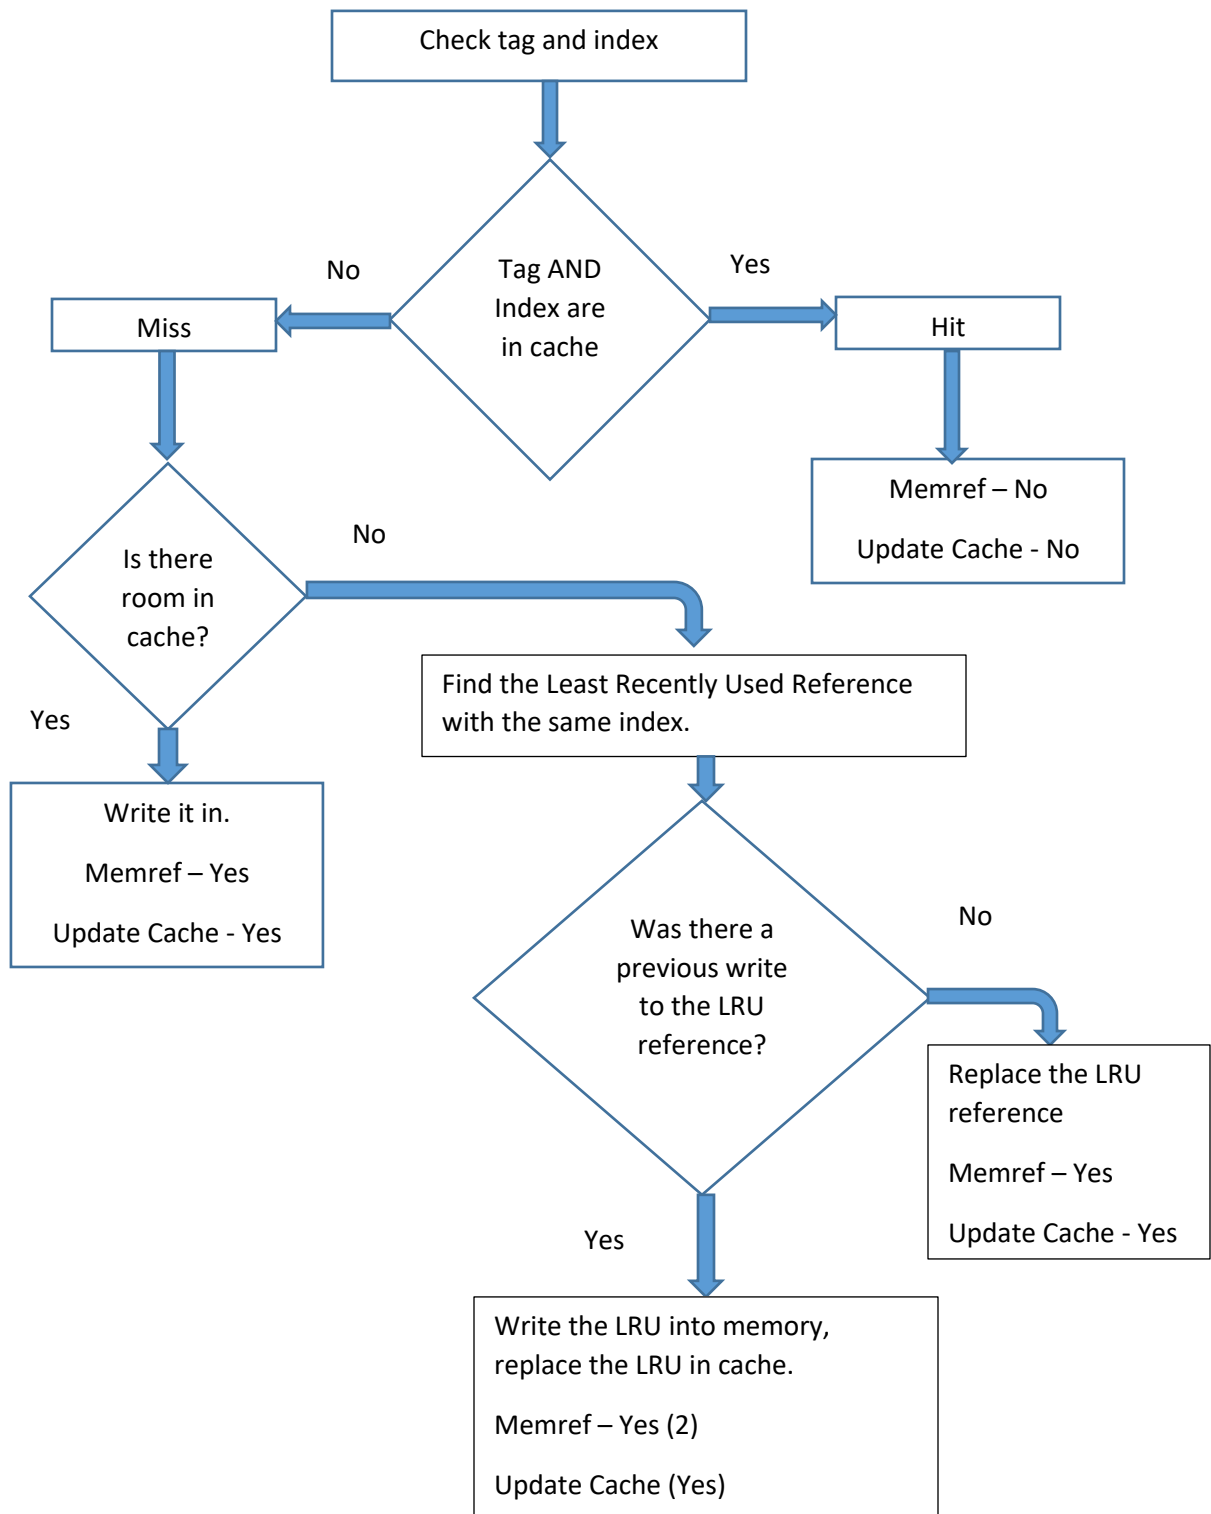 Check tag and index
No
Tag AND
Index are
in cache
Yes
Miss
Hit
Memref – No
Update Cache - No
Is there
room in
cache?
No
Yes
Find the Least Recently Used Reference
with the same index.
Write it in.
Memref – Yes
Update Cache - Yes
Was there a
previous write
to the LRU
reference?
No
Replace the LRU
reference
Memref – Yes
Update Cache - Yes
Yes
Write the LRU into memory,
replace the LRU in cache.
Memref – Yes (2)
Update Cache (Yes)